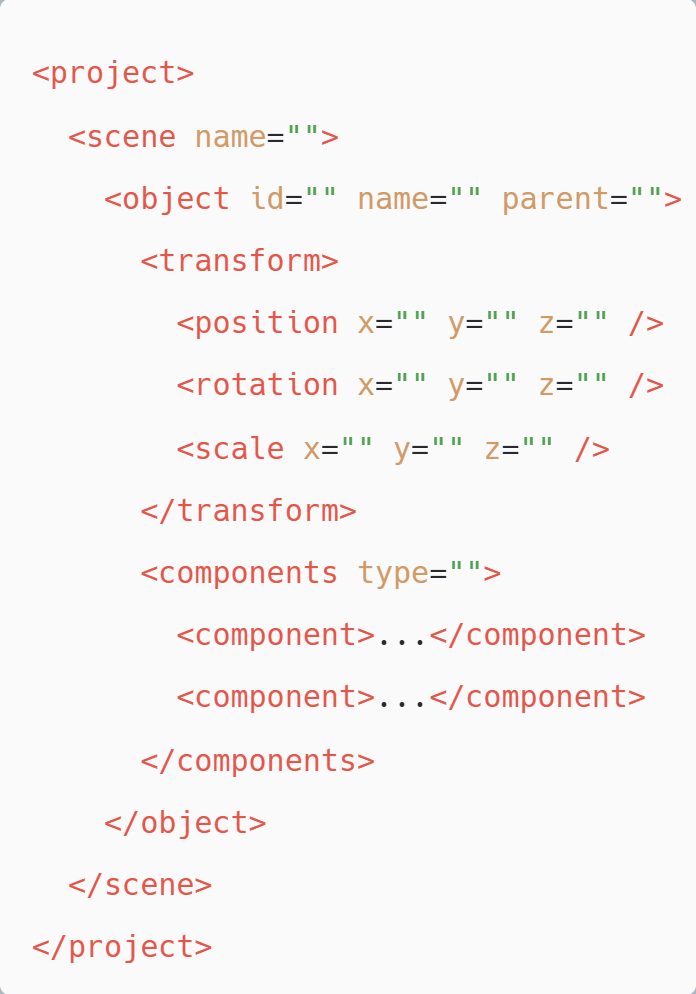 <project>
<scene name="">
<object id="" name="" parent="">
<transform>
<position x="" y="" z="" />
<rotation x="" y="" z="" />
<scale x="" y="" z="" />
</transform>
<components type="">
<component>...</component>
<component>...</component>
</components>
</object>
</scene>
</project>